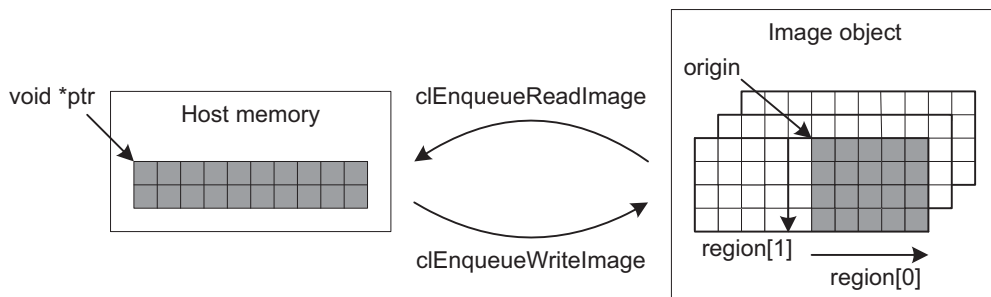 void *ptr
Host memory
clEnqueueReadImage
clEnqueueWriteImage
Image object
origin
region[1]
region[0]